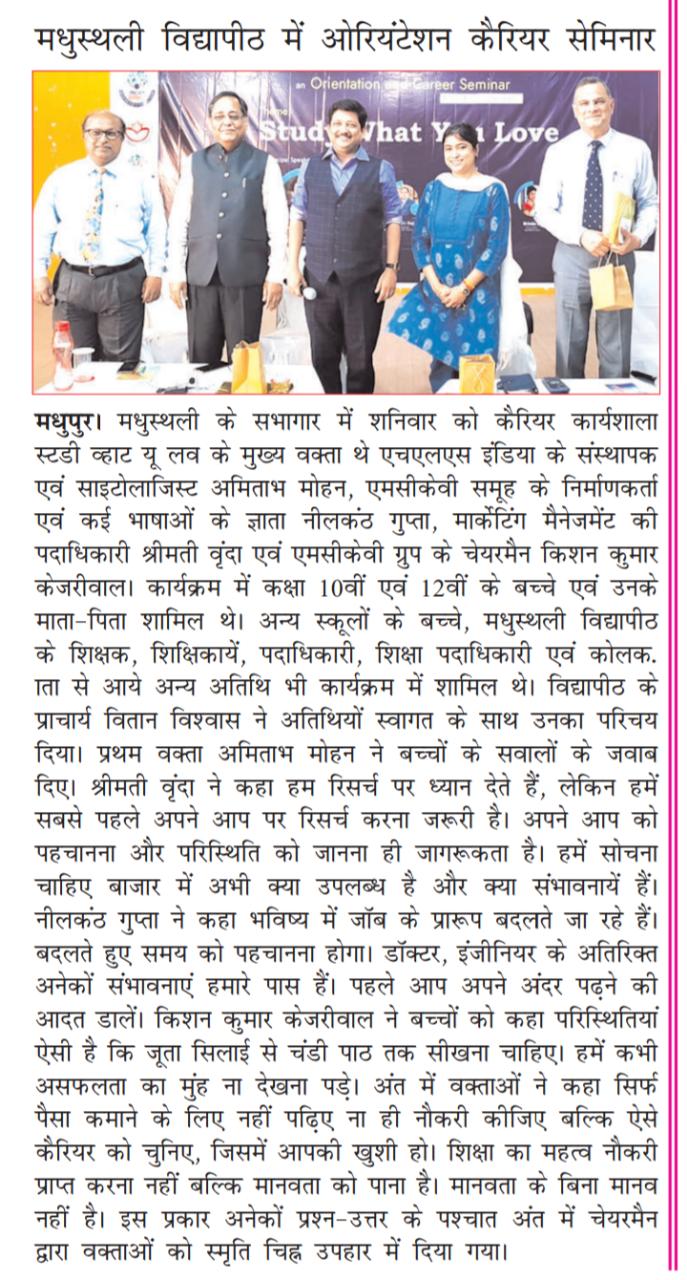 मधुस्थली विद्यापीठ में ओरियंटेशन कैरियर सेमिनार
an Orientation and Career Seminar
Study What You Love
मधुपुर। मधुस्थली के सभागार में शनिवार को कैरियर कार्यशाला
स्टडी व्हाट यू लव के मुख्य वक्ता थे एचएलएस इंडिया के संस्थापक
एवं साइटोलाजिस्ट अमिताभ मोहन, एमसीकेवी समूह के निर्माणकर्ता
एवं कई भाषाओं के ज्ञाता नीलकंठ गुप्ता, मार्केटिंग मैनेजमेंट की
पदाधिकारी श्रीमती वृंदा एवं एमसीकेवी ग्रुप के चेयरमैन किशन कुमार
केजरीवाल। कार्यक्रम में कक्षा 10वीं एवं 12वीं के बच्चे एवं उनके
माता-पिता शामिल थे। अन्य स्कूलों के बच्चे, मधुस्थली विद्यापीठ
के शिक्षक, शिक्षिकायें, पदाधिकारी, शिक्षा पदाधिकारी एवं कोलक.
ाता से आये अन्य अतिथि भी कार्यक्रम में शामिल थे। विद्यापीठ के
प्राचार्य वितान विश्वास ने अतिथियों स्वागत के साथ उनका परिचय
दिया। प्रथम वक्ता अमिताभ मोहन ने बच्चों के सवालों के जवाब
दिए। श्रीमती वृंदा ने कहा हम रिसर्च पर ध्यान देते हैं, लेकिन हमें
सबसे पहले अपने आप पर रिसर्च करना जरूरी है। अपने आप को
पहचानना और परिस्थिति को जानना ही जागरूकता है। हमें सोचना
चाहिए बाजार में अभी क्या उपलब्ध है और क्या संभावनायें हैं।
नीलकंठ गुप्ता ने कहा भविष्य में जॉब के प्रारूप बदलते जा रहे हैं।
बदलते हुए समय को पहचानना होगा। डॉक्टर, इंजीनियर के अतिरिक्त
अनेकों संभावनाएं हमारे पास हैं। पहले आप अपने अंदर पढ़ने की
आदत डालें। किशन कुमार केजरीवाल ने बच्चों को कहा परिस्थितियां
ऐसी है कि जूता सिलाई से चंडी पाठ तक सीखना चाहिए। हमें कभी
असफलता का मुंह ना देखना पड़े। अंत में वक्ताओं ने कहा सिर्फ
पैसा कमाने के लिए नहीं पढ़िए ना ही नौकरी कीजिए बल्कि ऐसे
कैरियर को चुनिए, जिसमें आपकी खुशी हो। शिक्षा का महत्व नौकरी
प्राप्त करना नहीं बल्कि मानवता को पाना है। मानवता के बिना मानव
नहीं है। इस प्रकार अनेकों प्रश्न-उत्तर के पश्चात अंत में चेयरमैन
द्वारा वक्ताओं को स्मृति चिह्न उपहार में दिया गया।